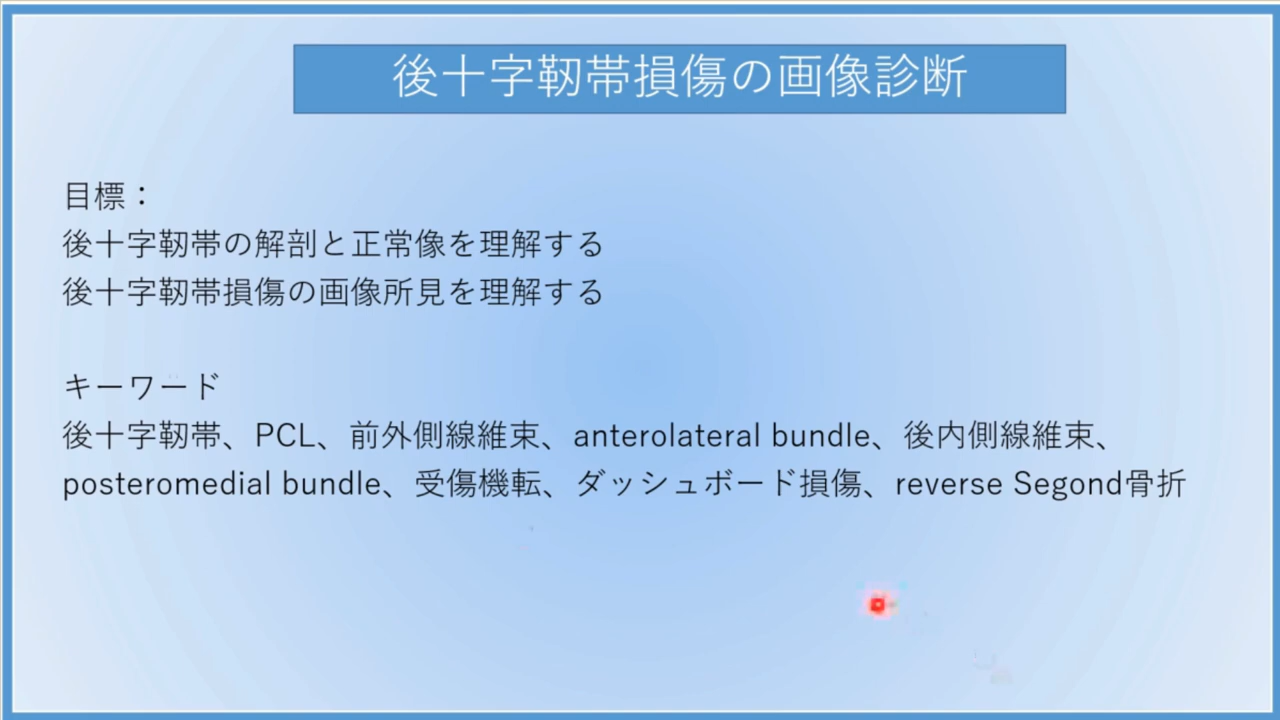 後十字靭帯損傷の画像診断
目標：
後十字靭帯の解剖と正常像を理解する
後十字靭帯損傷の画像所見を理解する
キーワード
後十字靭帯、PCL、前外側線維束、anterolateral bundle、後内側線維束、
posteromedial bundle、受傷機転、ダッシュボード損傷、reverse Segond骨折